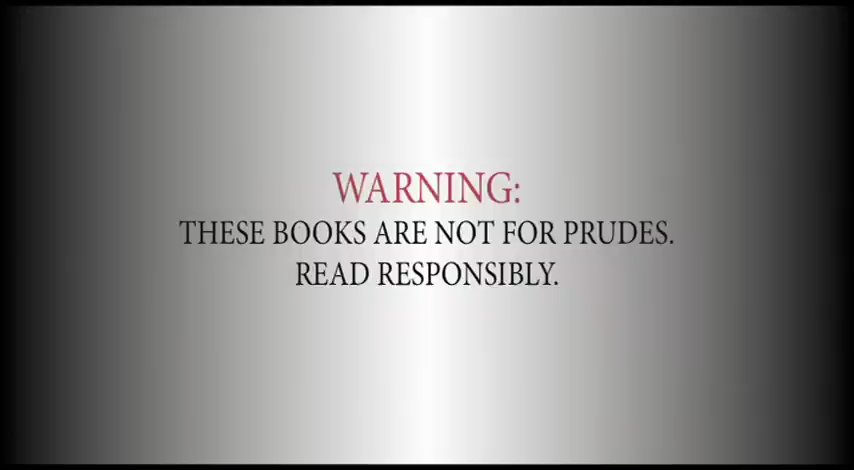 WARNING:
THESE BOOKS ARE NOT FOR PRUDES.
READ RESPONSIBLY.